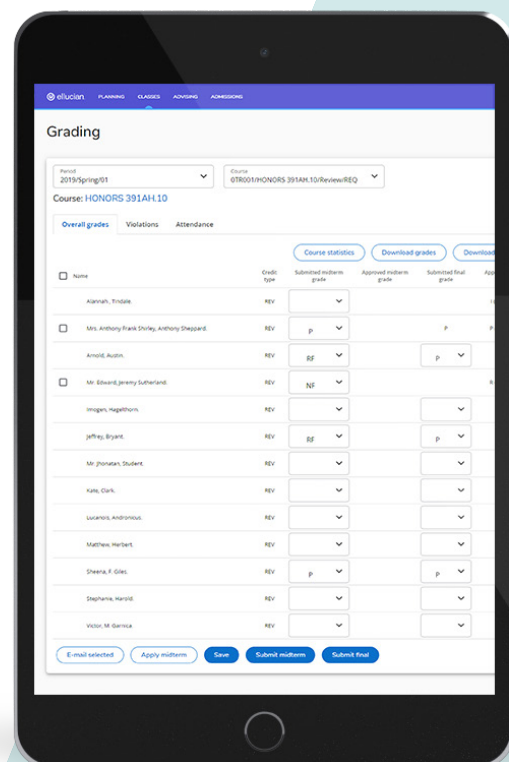 ellucian PLANNING CLASSES ADVISING ADMISSIONS
Grading
Period Course
2019/Spring/01 GTR001/HONORS 391AH.10/Review/REQ
Course: HONORS 391AH.10
Overall grades Violations Attendance
Course statistics Download grades
Name Credit type Submitted midterm grade Approved midterm grade Submitted final grade
Alannah, Tindale. REV
Mrs. Anthony Frank Shirley, Anthony Sheppard. REV P P
Arnold, Austin. REV RF P
Mr. Edward, Jeremy Sutherland. REV NF
Imogen, Hagelthorn. REV
Jeffrey, Bryant. REV RF P
Mr. Jhonatan, Student. REV
Kate, Clark. REV
Lucandis, Andronicus. REV
Matthew, Herbert. REV
Sheena, F. Giles. REV P P
Stephanie, Harold. REV
Victor, M. Garnica REV
E-mail selected Apply midterm Save Submit midterm Submit final